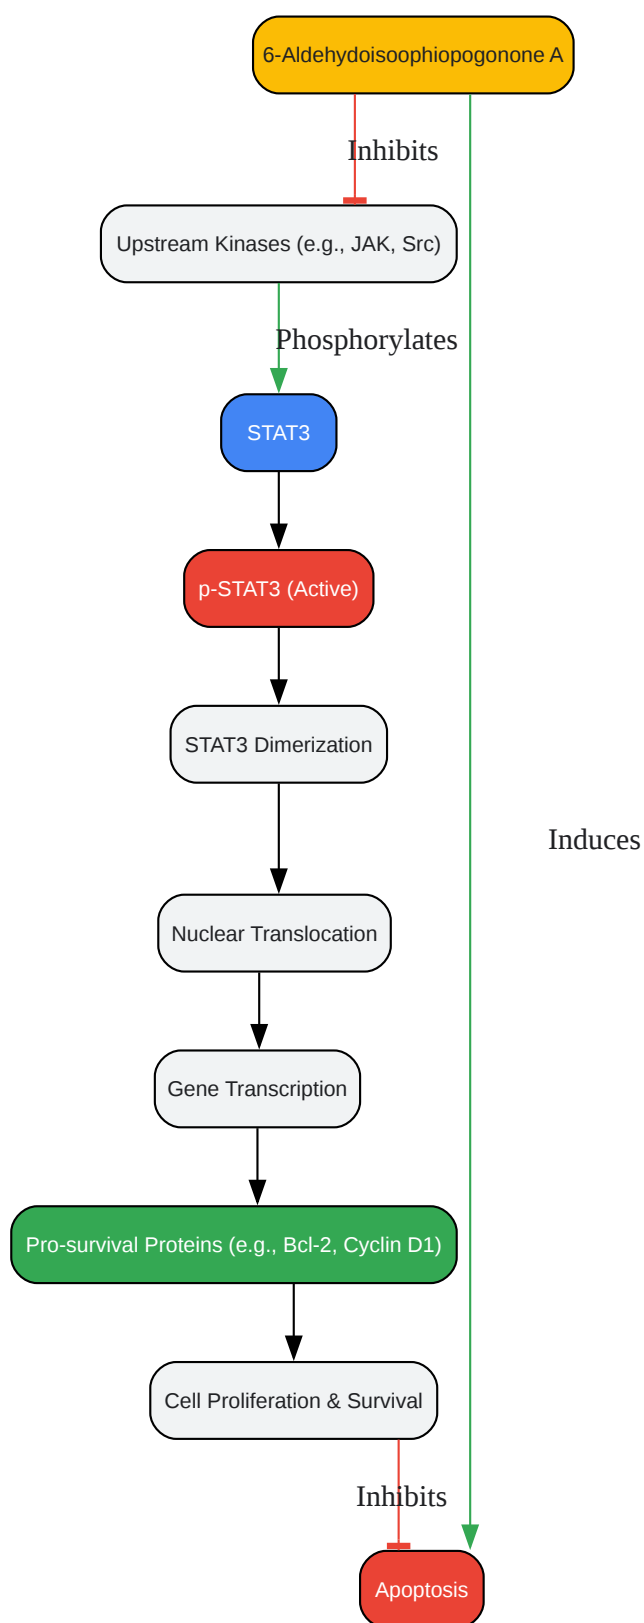 6-Aldehydoisoophiopogonone A
Inhibits
Upstream Kinases (e.g., JAK, Src)
Phosphorylates
STAT3
p-STAT3 (Active)
STAT3 Dimerization
Induces
Nuclear Translocation
Gene Transcription
Pro-survival Proteins (e.g., Bcl-2, Cyclin D1)
Cell Proliferation & Survival
Inhibits
Apoptosis